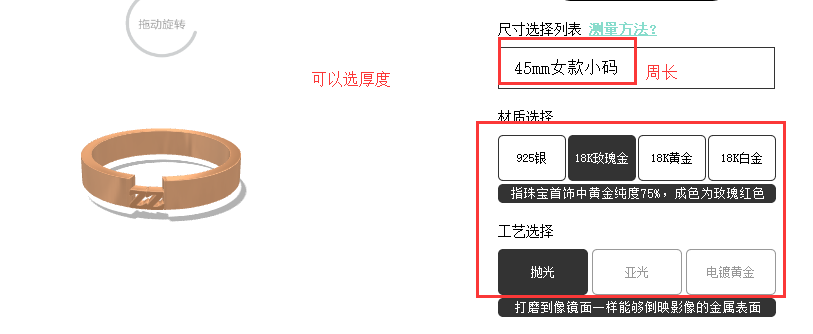 拖动旋转
尺寸选择列表 测量方法?
可以选厚度
45mm女款小码 周长
材质选择
925银 18K玫瑰金 18K黄金 18K白金
指珠宝首饰中黄金纯度75%，成色为玫瑰红色
工艺选择
抛光 亚光 电镀黄金
打磨到像镜面一样能够倒映影像的金属表面